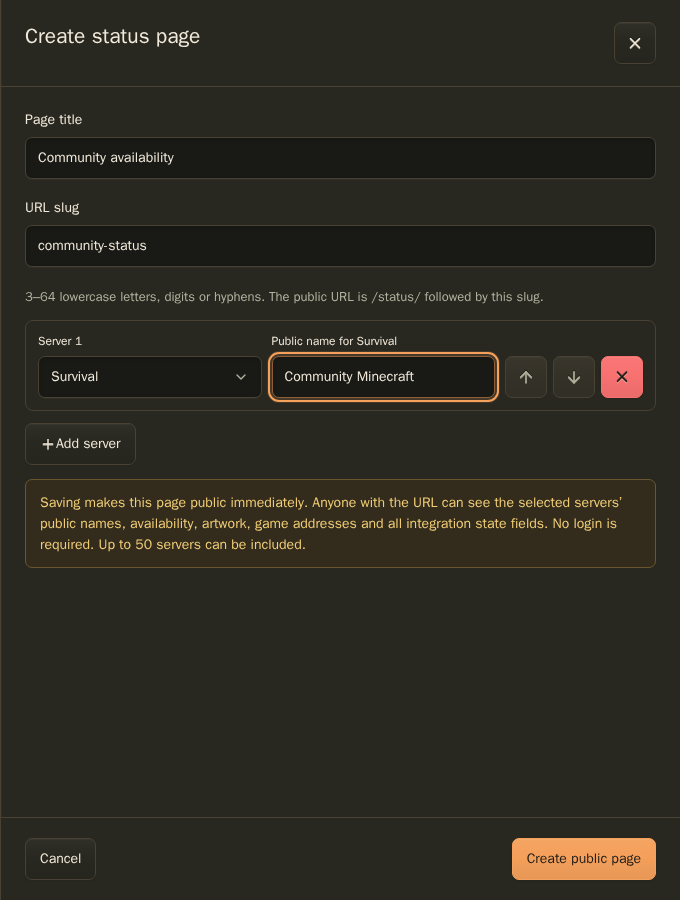 Create status page
Page title
Community availability
URL slug
community-status
3–64 lowercase letters, digits or hyphens. The public URL is /status/ followed by this slug.
Server 1
Public name for Survival
Survival
Community Minecraft
Add server
Saving makes this page public immediately. Anyone with the URL can see the selected servers’
public names, availability, artwork, game addresses and all integration state fields. No login is
required. Up to 50 servers can be included.
Cancel
Create public page